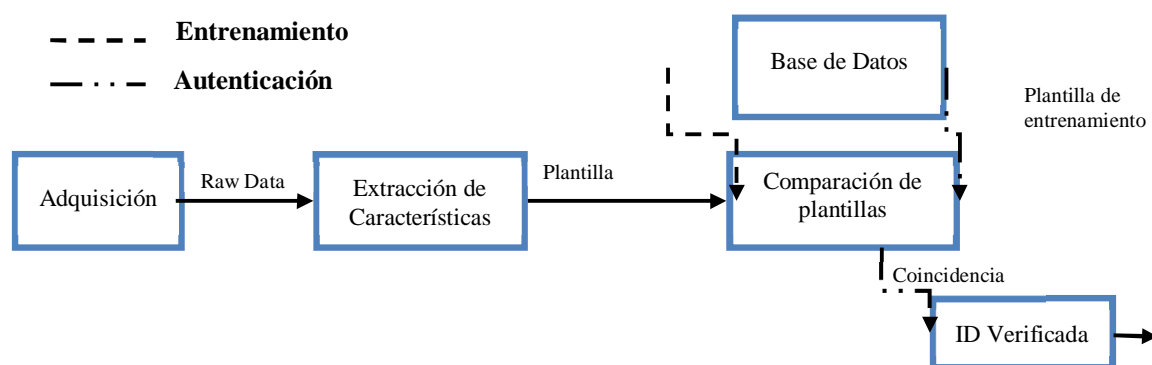 Entrenamiento
Autenticación
Base de Datos
Plantilla de
entrenamiento
Adquisición
Raw Data
Extracción de
Características
Plantilla
Comparación de
plantillas
Coincidencia
ID Verificada